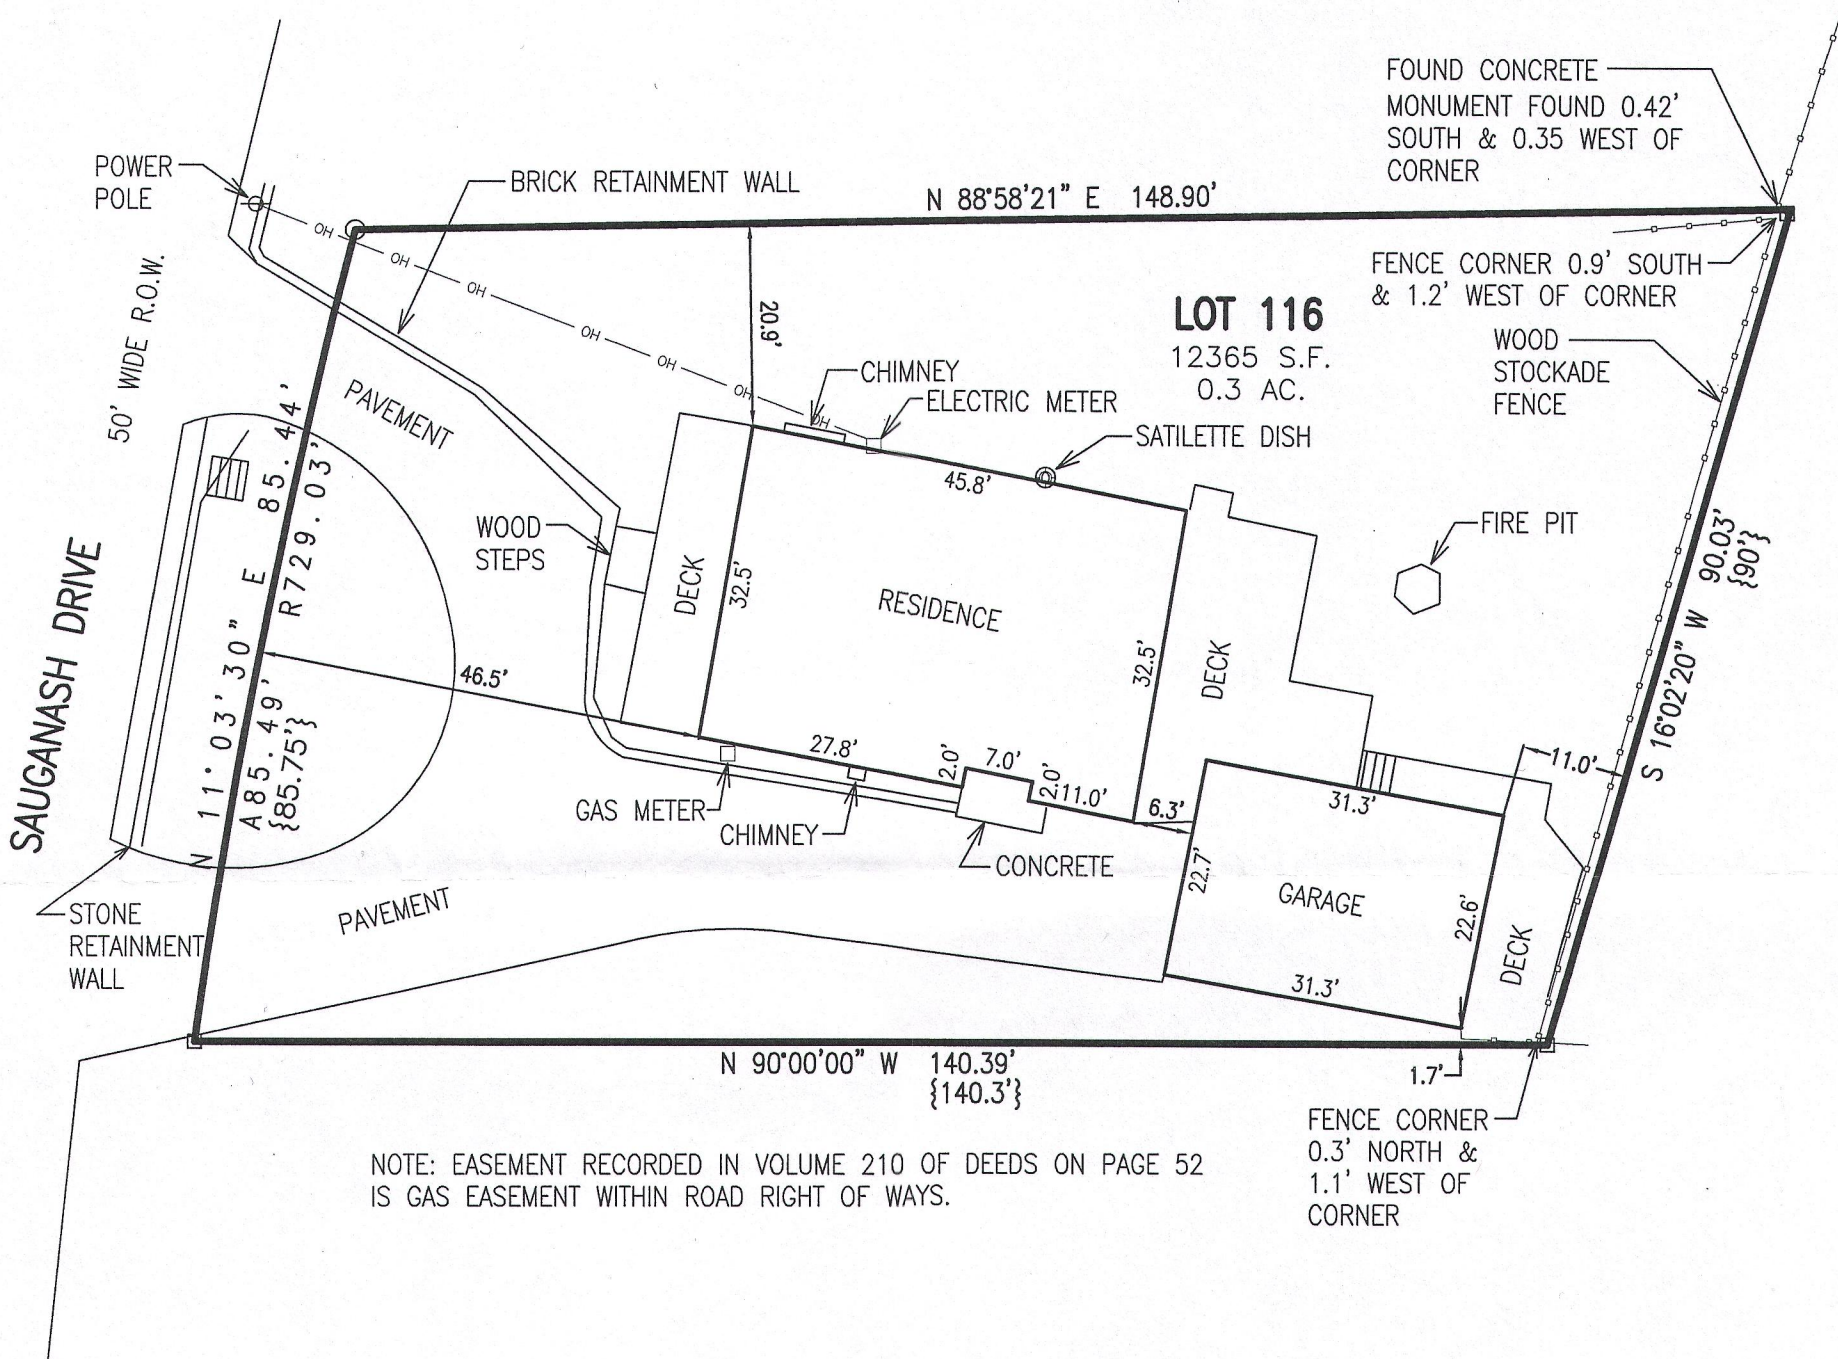 FOUND CONCRETE
MONUMENT FOUND 0.42'
SOUTH & 0.35 WEST OF
CORNER
POWER
POLE
BRICK RETAINMENT WALL
N 88°58'21" E 148.90'
OH
OH
OH
OH
OH
OH
OH
FENCE CORNER 0.9' SOUTH
& 1.2' WEST OF CORNER
50' WIDE R.O.W.
20.9'
LOT 116
12365 S.F.
0.3 AC.
WOOD
STOCKADE
FENCE
CHIMNEY
ELECTRIC METER
SATILETTE DISH
PAVEMENT
45.8'
WOOD
STEPS
DECK
32.5'
RESIDENCE
32.5'
DECK
FIRE PIT
90.03'
{90'}
S 16°02'20" W
SAUGANASH DRIVE
N 11°03'30" E 85.44'
R729.03'
A85.49'
{85.75'}
46.5'
27.8'
2.0'
7.0'
2.0'
11.0'
6.3'
31.3'
11.0'
GAS METER
CHIMNEY
CONCRETE
22.7'
GARAGE
22.6'
DECK
STONE
RETAINMENT
WALL
PAVEMENT
31.3'
N 90°00'00" W 140.39'
{140.3'}
1.7'
FENCE CORNER
0.3' NORTH &
1.1' WEST OF
CORNER
NOTE: EASEMENT RECORDED IN VOLUME 210 OF DEEDS ON PAGE 52
IS GAS EASEMENT WITHIN ROAD RIGHT OF WAYS.